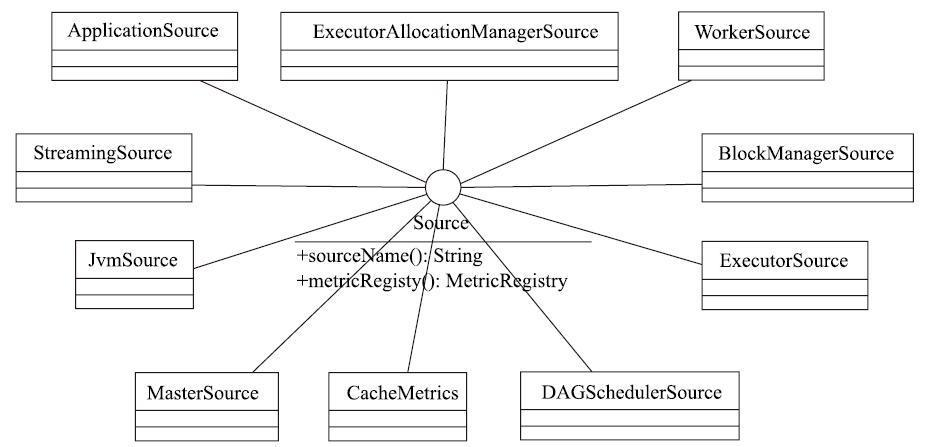 ApplicationSource
ExecutorAllocationManagerSource
WorkerSource
StreamingSource
BlockManagerSource
Source
+sourceName(): String
+metricRegisty(): MetricRegistry
JvmSource
ExecutorSource
MasterSource
CacheMetrics
DAGSchedulerSource